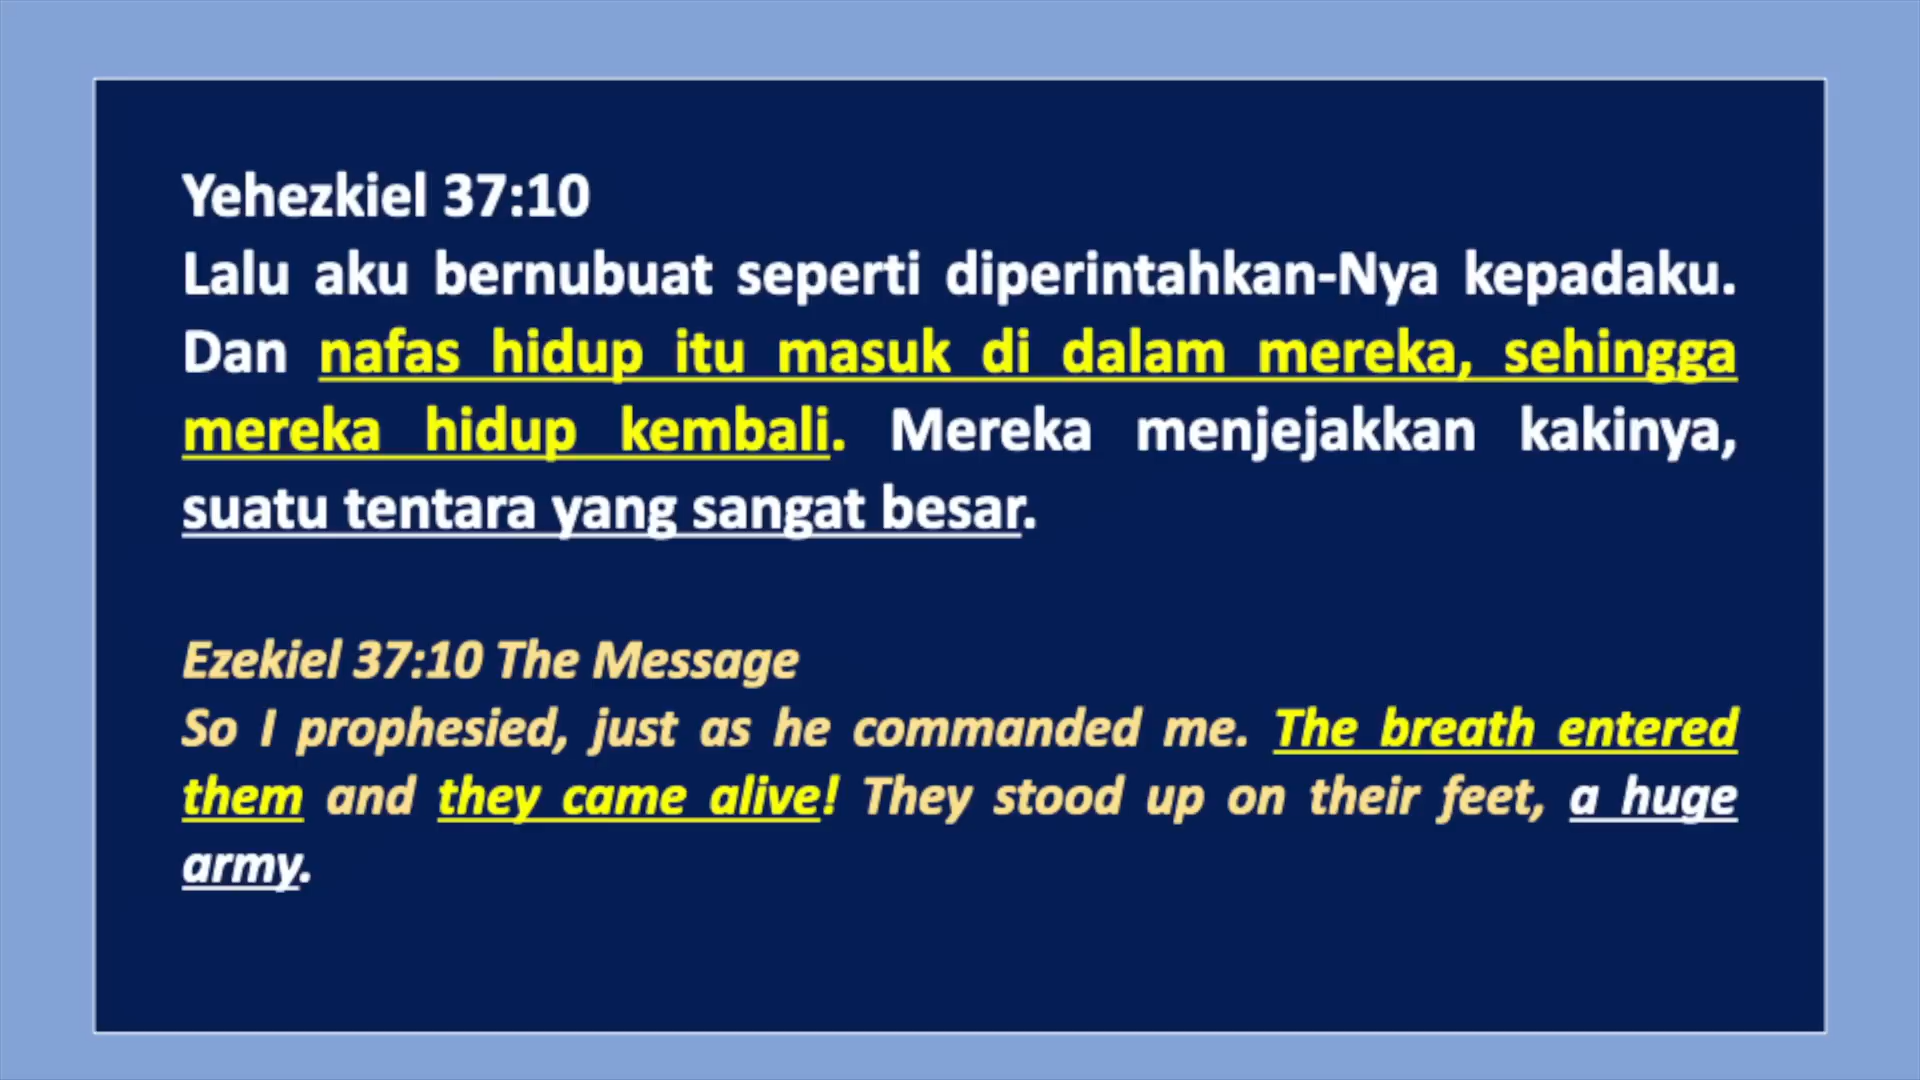 Yehezkiel 37:10
Lalu aku bernubuat seperti diperintahkan-Nya kepadaku.
Dan nafas hidup itu masuk di dalam mereka, sehingga
mereka hidup kembali. Mereka menjejakkan kakinya,
suatu tentara yang sangat besar.
Ezekiel 37:10 The Message
So I prophesied, just as he commanded me. The breath entered
them and they came alive! They stood up on their feet, a huge
army.